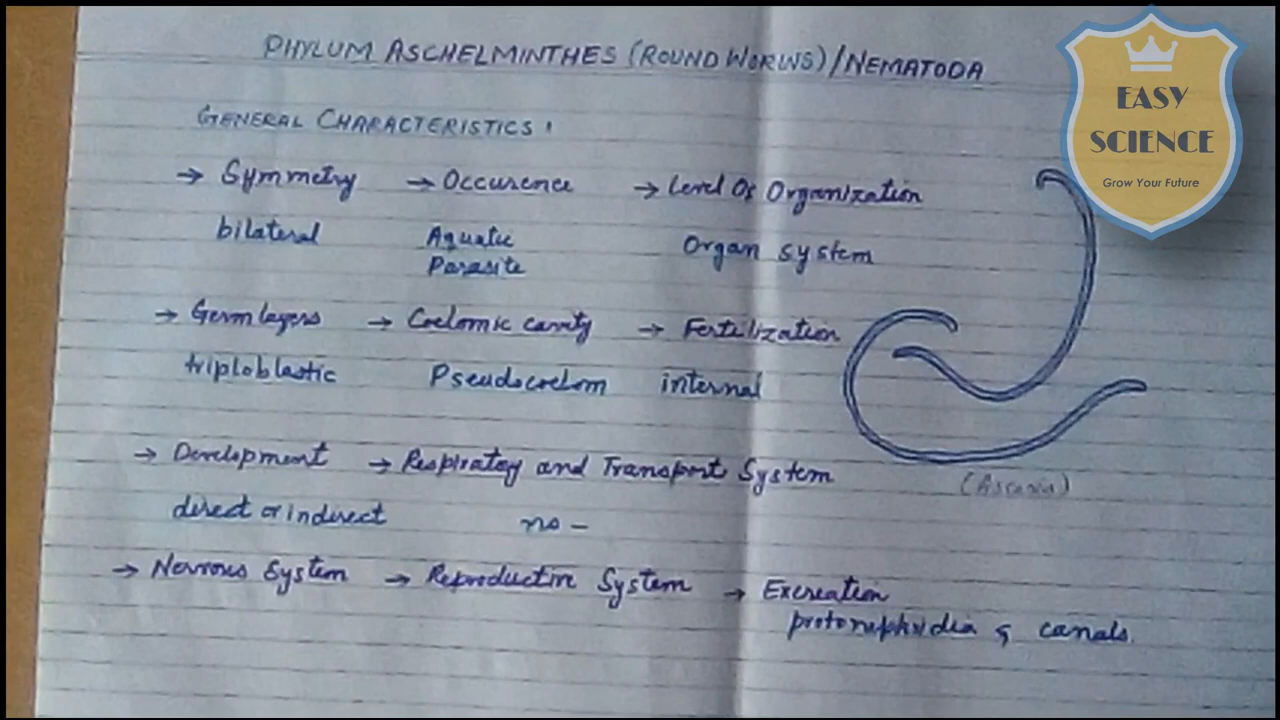 PHYLUM ASCHELMINTHES (ROUND WORWS)/NEMATODA
EASY
SCIENCE
Grow Your Future
GENERAL CHARACTERISTICS:
→ Symmetry → Occurence → Level Of Organization
bilateral Aquatic Organ system
Parasite
→ Germ layers → Coelomic cavity → Fertilization
triploblastic Pseudocoelom internal
→ Development → Respiratory and Transport System
(Ascaris)
direct or indirect no -
→ Nervous System → Reproductive System → Excreation
protonephridia & canals.